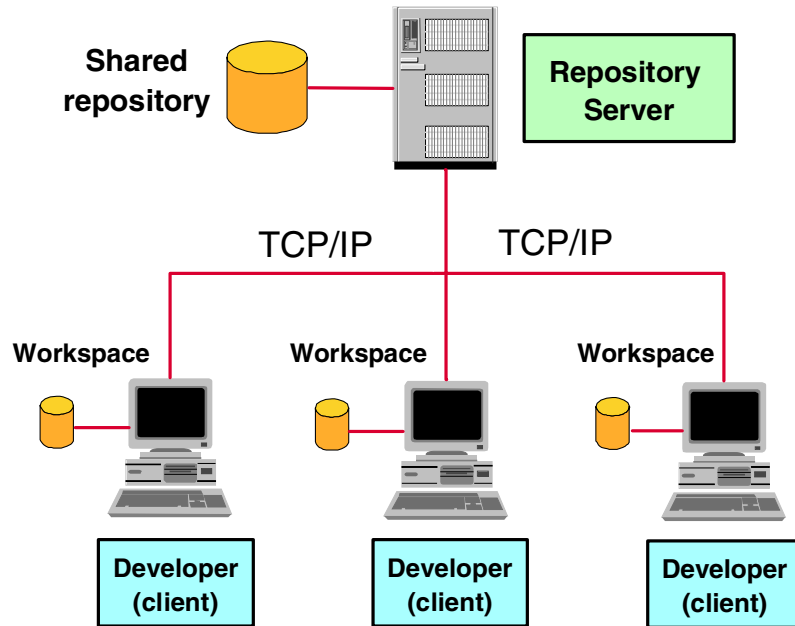 Shared
repository
Repository
Server
TCP/IP
TCP/IP
Workspace
Workspace
Workspace
Developer
(client)
Developer
(client)
Developer
(client)